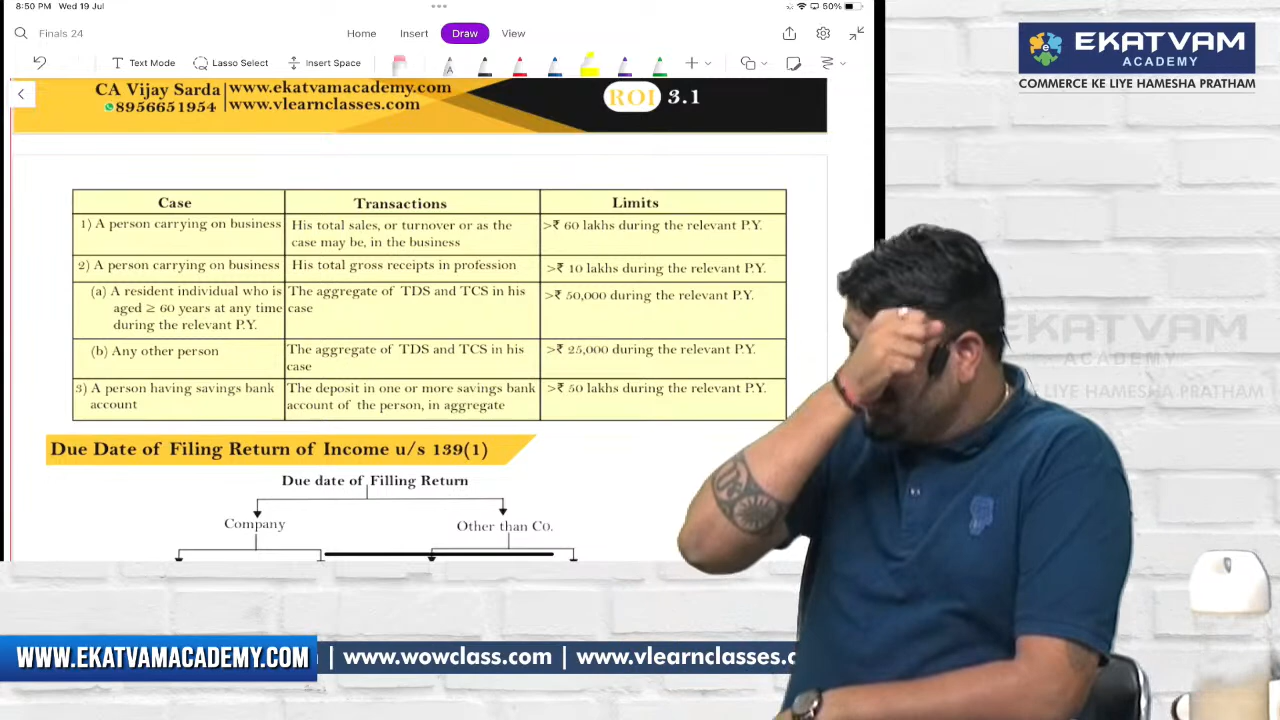 8:50 PM Wed 19 Jul
50%
Finals 24
Home Insert Draw View
Text Mode Lasso Select Insert Space
EKATVAM
ACADEMY
COMMERCE KE LIYE HAMESHA PRATHAM
CA Vijay Sarda
8956651954
www.ekatvamacademy.com
www.vlearnclasses.com
ROI 3.1
Case Transactions Limits
1) A person carrying on business
His total sales, or turnover or as the
case may be, in the business
>₹ 60 lakhs during the relevant P.Y.
2) A person carrying on business
His total gross receipts in profession
>₹ 10 lakhs during the relevant P.Y.
(a) A resident individual who is
aged ≥ 60 years at any time
during the relevant P.Y.
The aggregate of TDS and TCS in his
case
>₹ 50,000 during the relevant P.Y.
(b) Any other person
The aggregate of TDS and TCS in his
case
>₹ 25,000 during the relevant P.Y.
3) A person having savings bank
account
The deposit in one or more savings bank
account of the person, in aggregate
>₹ 50 lakhs during the relevant P.Y.
Due Date of Filing Return of Income u/s 139(1)
Due date of Filling Return
Company
Other than Co.
EKATVAM
ACADEMY
LIYE HAMESHA PRATHAM
WWW.EKATVAMACADEMY.COM
| www.wowclass.com | www.vlearnclasses.c